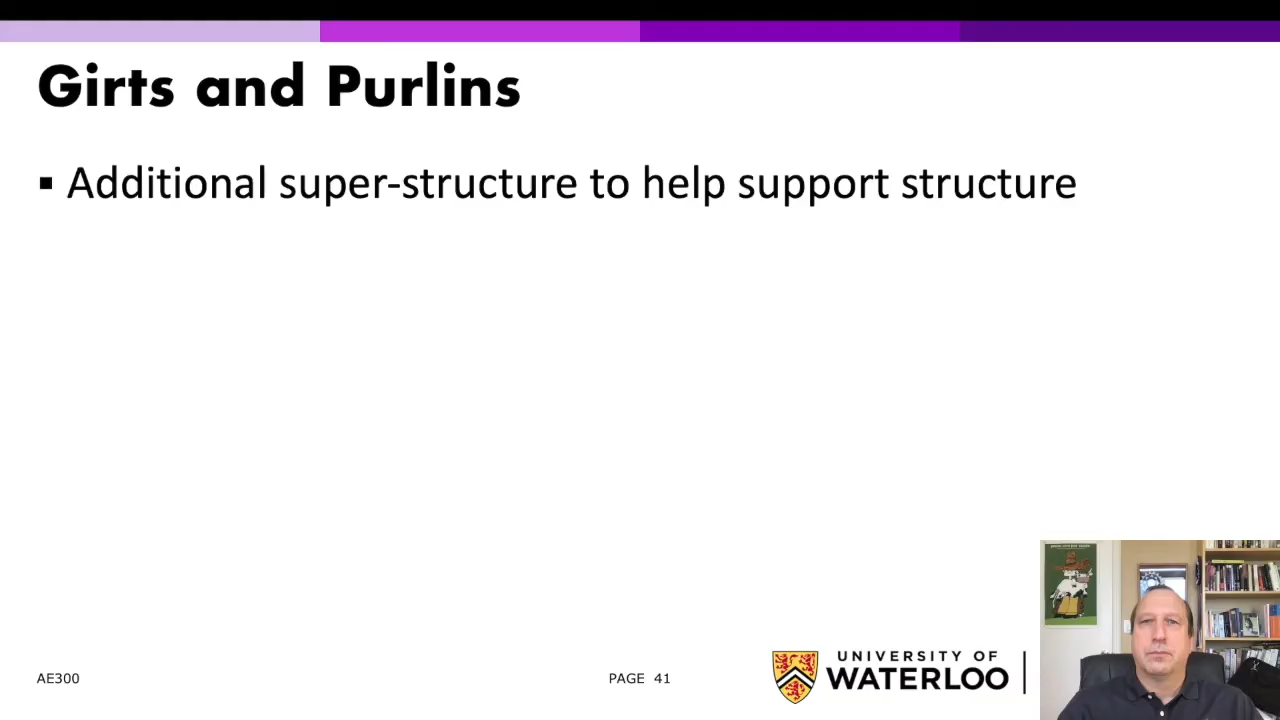 Girts and Purlins
▪ Additional super-structure to help support structure
AE300
PAGE 41
UNIVERSITY OF
WATERLOO